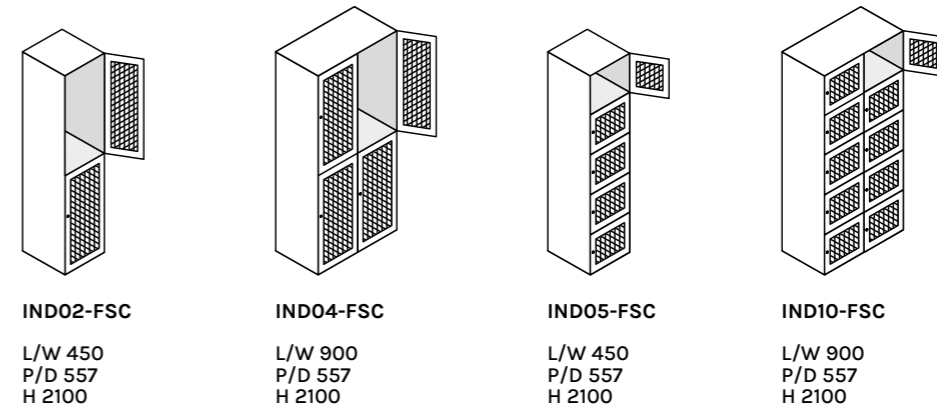 IND02-FSC
L/W 450
P/D 557
H 2100
IND04-FSC
L/W 900
P/D 557
H 2100
IND05-FSC
L/W 450
P/D 557
H 2100
IND10-FSC
L/W 900
P/D 557
H 2100